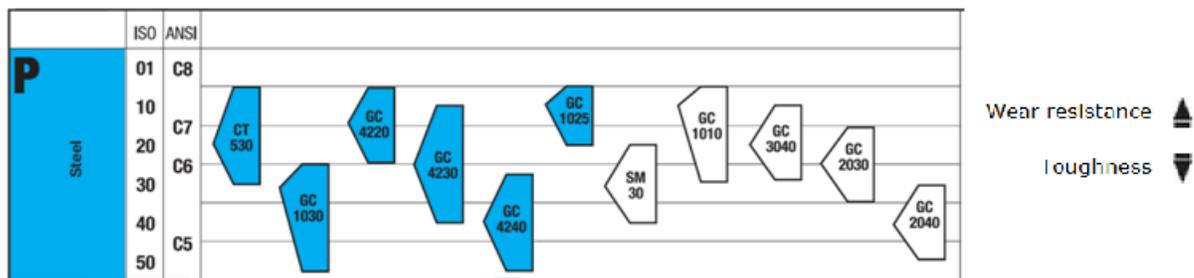 ISO ANSI
P
Steel
01 C8
10
C7
20
C6
30
40
C5
50
CT
530
GC
1030
GC
4220
GC
4230
GC
4240
GC
1025
SM
30
GC
1010
GC
3040
GC
2030
GC
2040
Wear resistance
Toughness